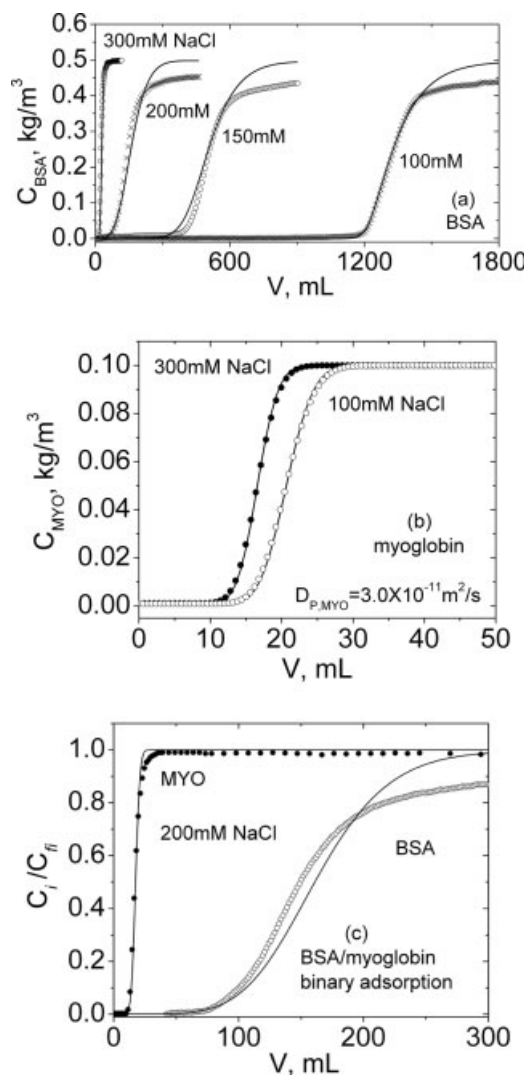 0.6
300mM NaCl
0.5
0.4
200mM
0.3
150mM
100mM
0.2
0.1
(a)
BSA
0.0
0 600 1200 1800
C_BSA, kg/m³
V, mL
300mM NaCl
0.10
100mM NaCl
0.08
0.06
0.04
(b)
0.02
myoglobin
0.00
D_P,MYO=3.0X10⁻¹¹m²/s
0 10 20 30 40 50
C_MYO, kg/m³
V, mL
1.0
MYO
0.8
200mM NaCl
BSA
0.6
0.4
(c)
0.2
BSA/myoglobin
binary adsorption
0.0
0 100 200 300
C_i/C_fi
V, mL